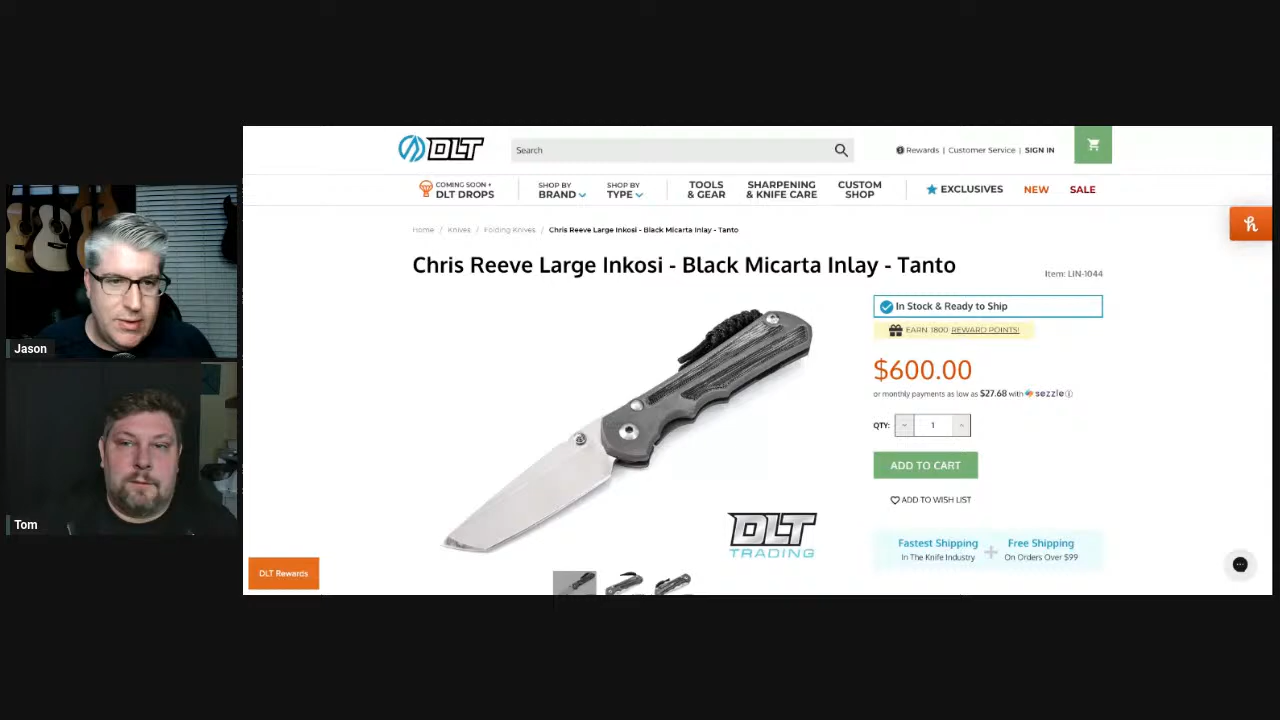 DLT
Search
Rewards | Customer Service | SIGN IN
COMING SOON
DLT DROPS
SHOP BY
BRAND
SHOP BY
TYPE
TOOLS
& GEAR
SHARPENING
& KNIFE CARE
CUSTOM
SHOP
EXCLUSIVES
NEW
SALE
Home / Knives / Folding Knives / Chris Reeve Large Inkosi - Black Micarta Inlay - Tanto
Chris Reeve Large Inkosi - Black Micarta Inlay - Tanto
Item: LIN-1044
In Stock & Ready to Ship
EARN 1800 REWARD POINTS!
$600.00
or monthly payments as low as $27.68 with sezzle
QTY: 1
ADD TO CART
ADD TO WISH LIST
Fastest Shipping
In The Knife Industry
+
Free Shipping
On Orders Over $99
DLT
TRADING
DLT Rewards
Jason
Tom